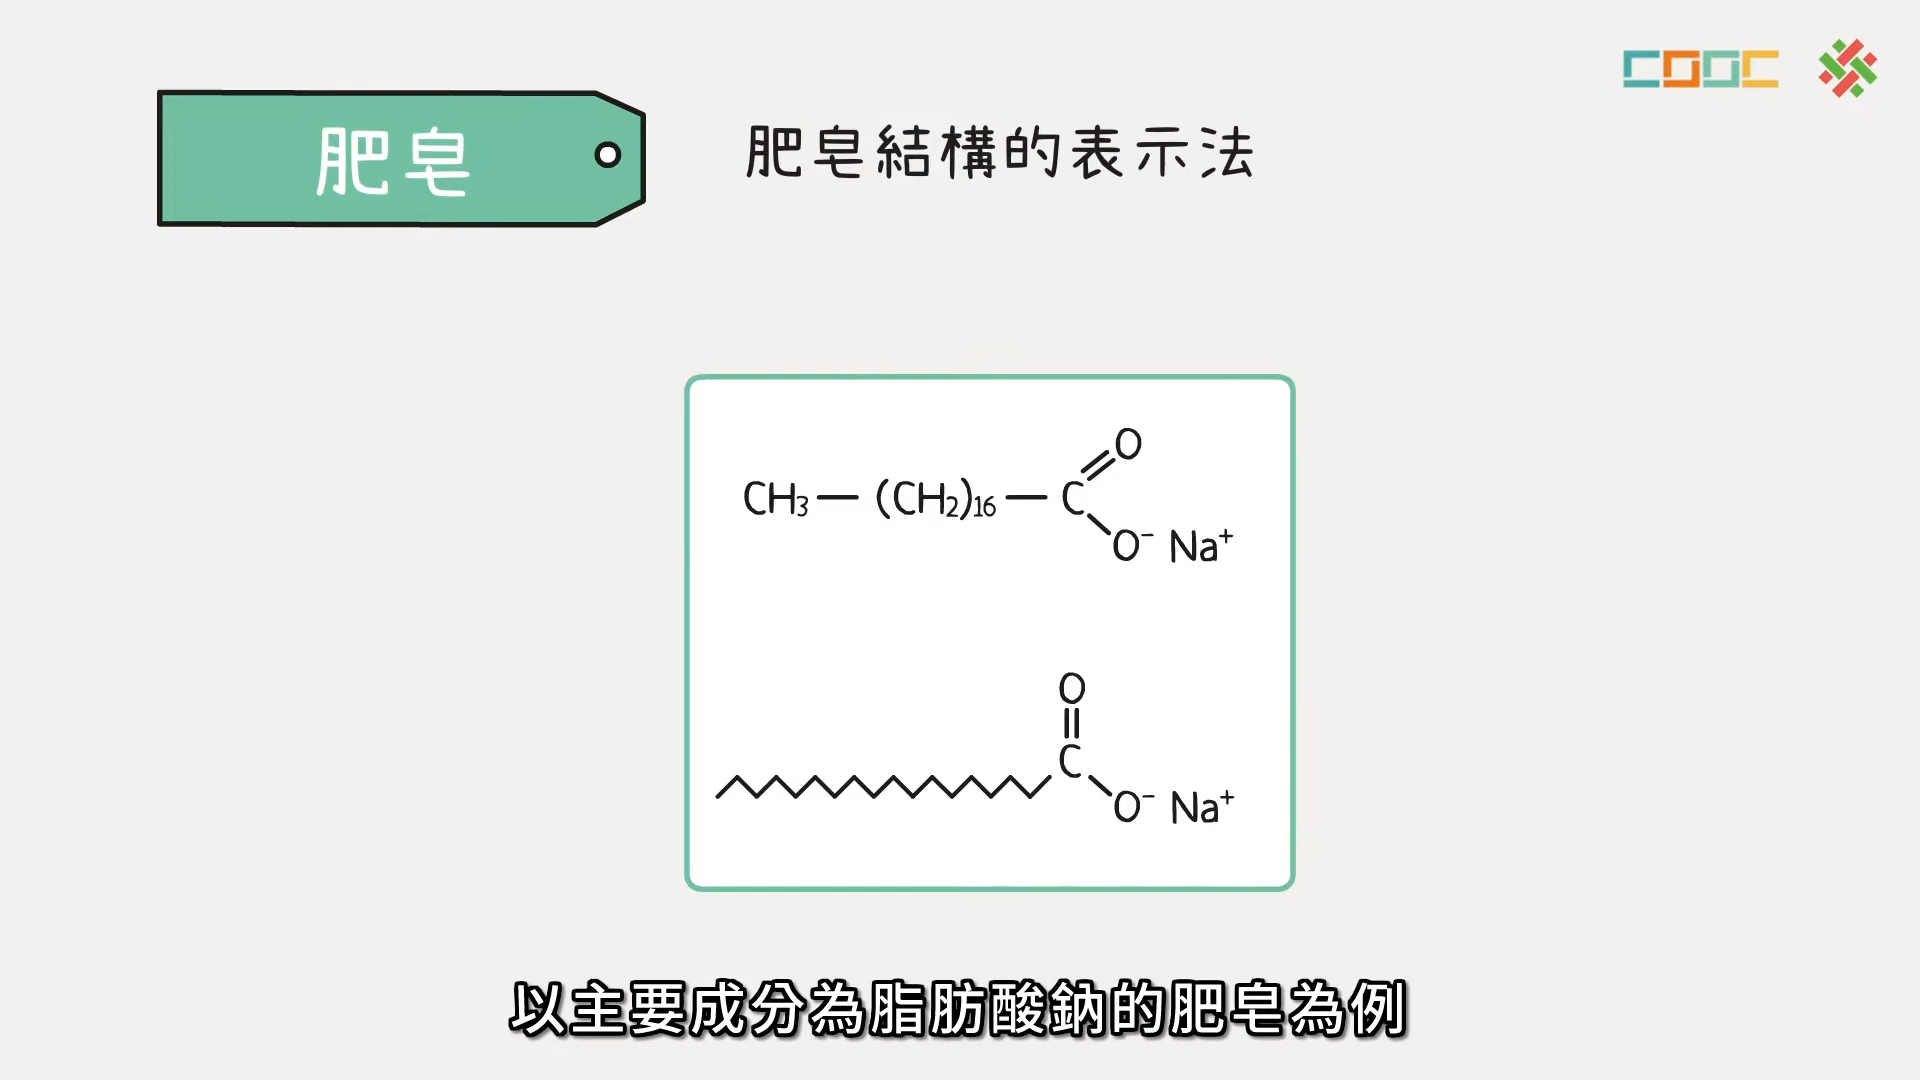 COOC
肥皂
肥皂結構的表示法
O
CH₃ — (CH₂)₁₆ — C
O⁻ Na⁺
O
C
O⁻ Na⁺
以主要成分為脂肪酸鈉的肥皂為例